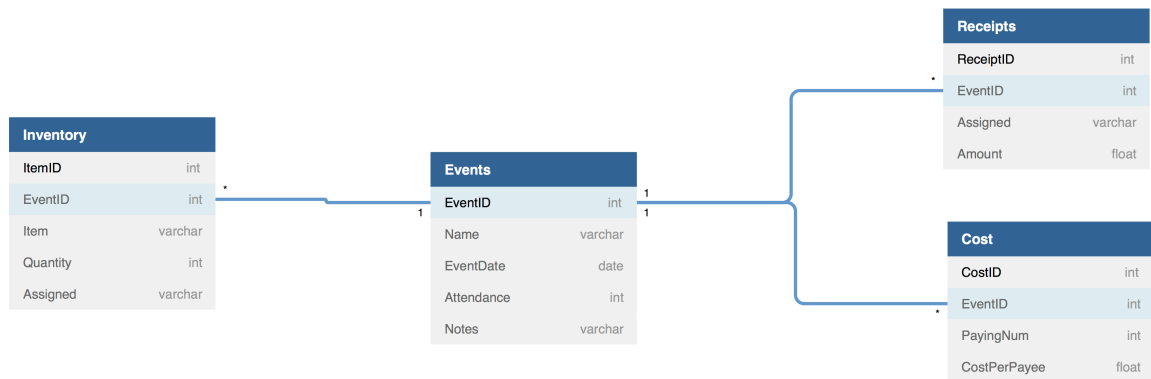 Inventory
ItemID int
EventID int
Item varchar
Quantity int
Assigned varchar
*
1
Events
EventID int
Name varchar
EventDate date
Attendance int
Notes varchar
1
1
*
Receipts
ReceiptID int
EventID int
Assigned varchar
Amount float
*
Cost
CostID int
EventID int
PayingNum int
CostPerPayee float